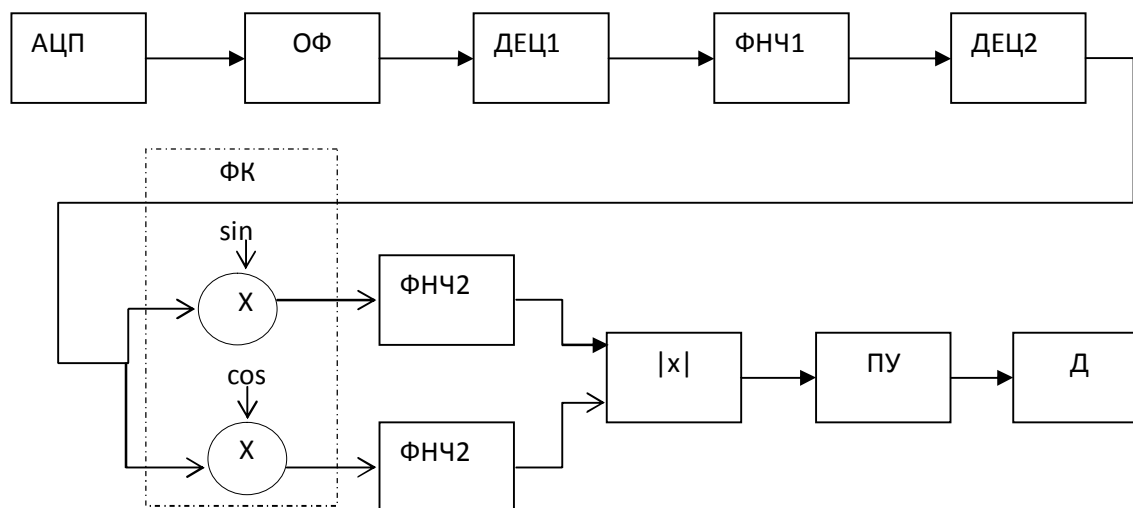 АЦП
ОФ
ДЕЦ1
ФНЧ1
ДЕЦ2
ФК
sin
X
ФНЧ2
cos
X
ФНЧ2
|x|
ПУ
Д